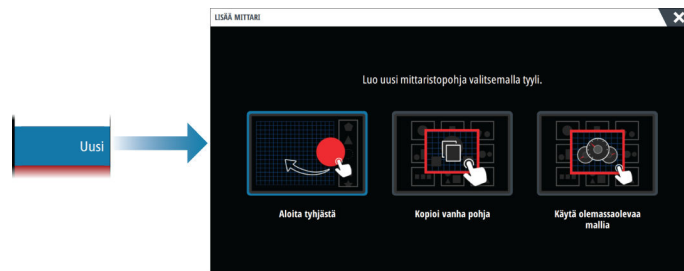 LISÄÄ MITTARI
Luo uusi mittaristopohja valitsemalla tyyli.
Uusi
Aloita tyhjästä
Kopioi vanha pohja
Käytä olemassaolevaa
mallia